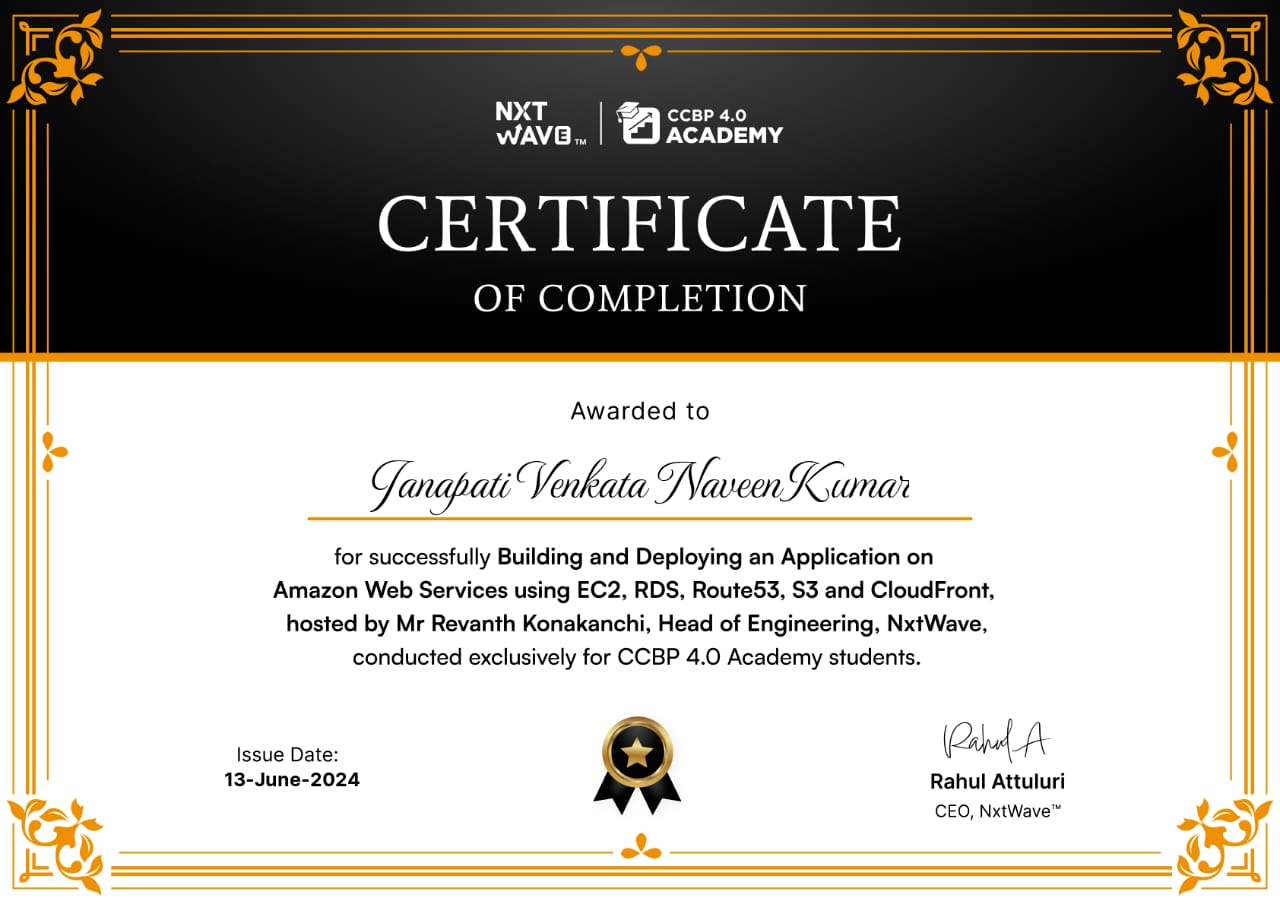 NXT
WAVE™
CCBP 4.0
ACADEMY
CERTIFICATE
OF COMPLETION
Awarded to
Janapati Venkata Naveen Kumar
for successfully Building and Deploying an Application on
Amazon Web Services using EC2, RDS, Route53, S3 and CloudFront,
hosted by Mr Revanth Konakanchi, Head of Engineering, NxtWave,
conducted exclusively for CCBP 4.0 Academy students.
Issue Date:
13-June-2024
Rahul A
Rahul Attuluri
CEO, NxtWave™